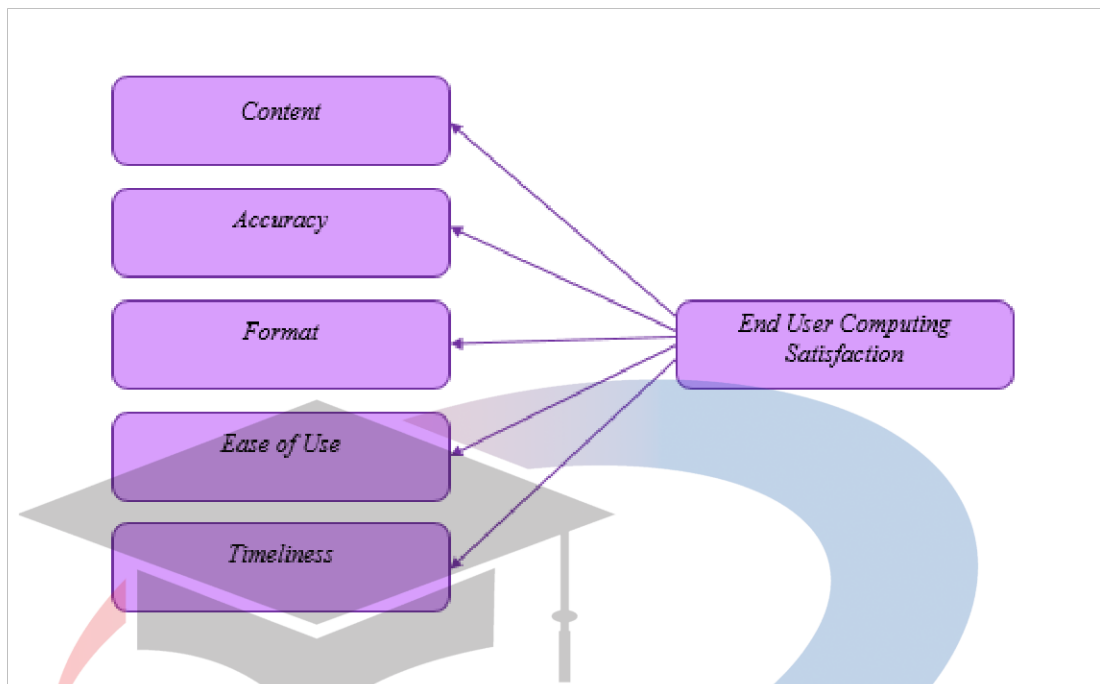 Content
Accuracy
Format
End User Computing
Satisfaction
Ease of Use
Timeliness